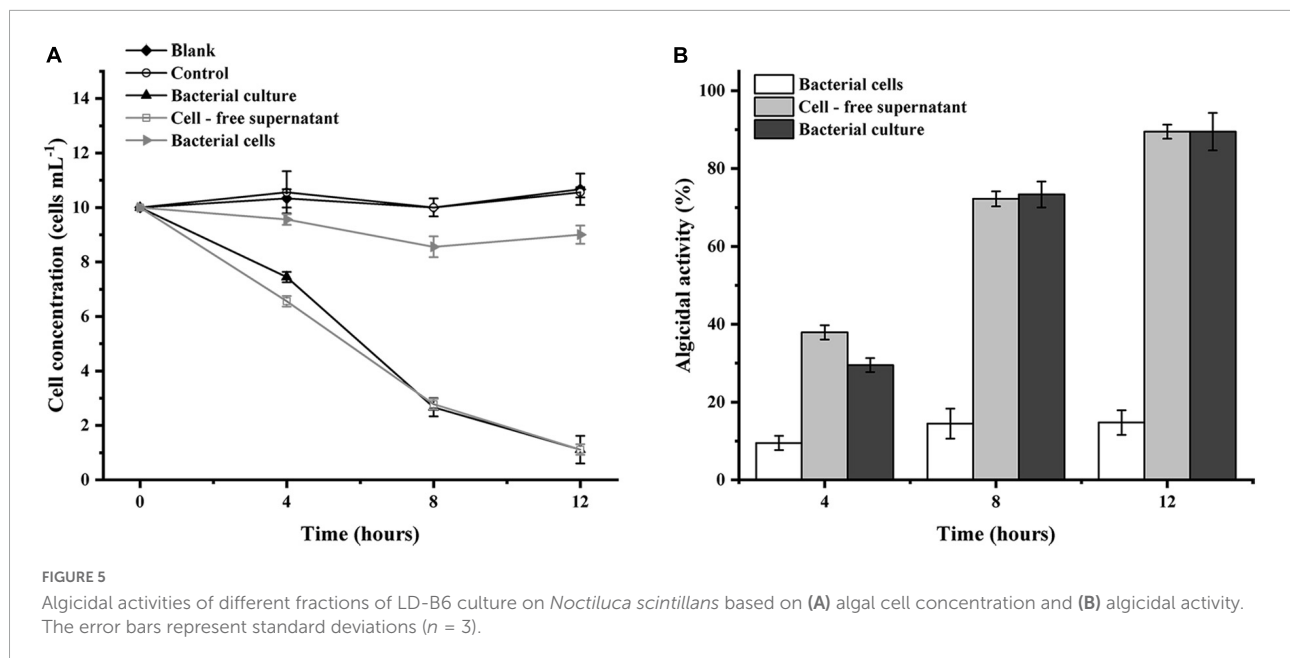 A
Blank
Control
Bacterial culture
Cell - free supernatant
Bacterial cells
14
12
10
8
6
4
2
0
Cell concentration (cells mL⁻¹)
0 4 8 12
Time (hours)
B
Bacterial cells
Cell - free supernatant
Bacterial culture
100
80
60
40
20
0
Algicidal activity (%)
4 8 12
Time (hours)
FIGURE 5
Algicidal activities of different fractions of LD-B6 culture on Noctiluca scintillans based on (A) algal cell concentration and (B) algicidal activity.
The error bars represent standard deviations (n = 3).